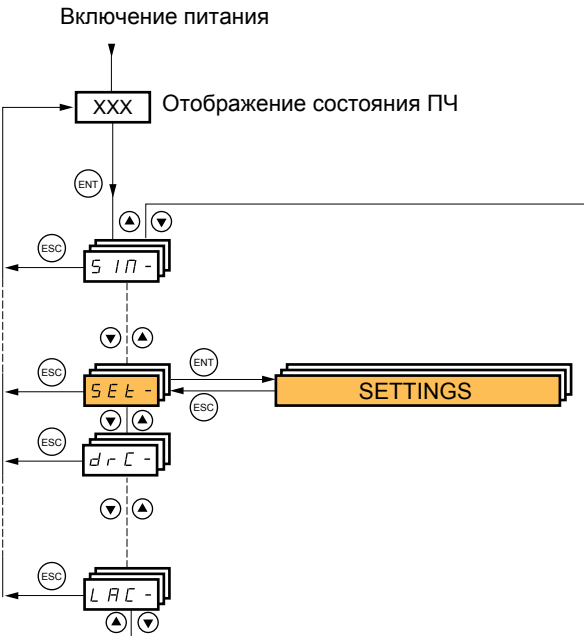 Включение питания
XXX
Отображение состояния ПЧ
ENT
ESC
SIM-
ESC
SEt-
ENT
ESC
SETTINGS
ESC
drC-
ESC
LAC-